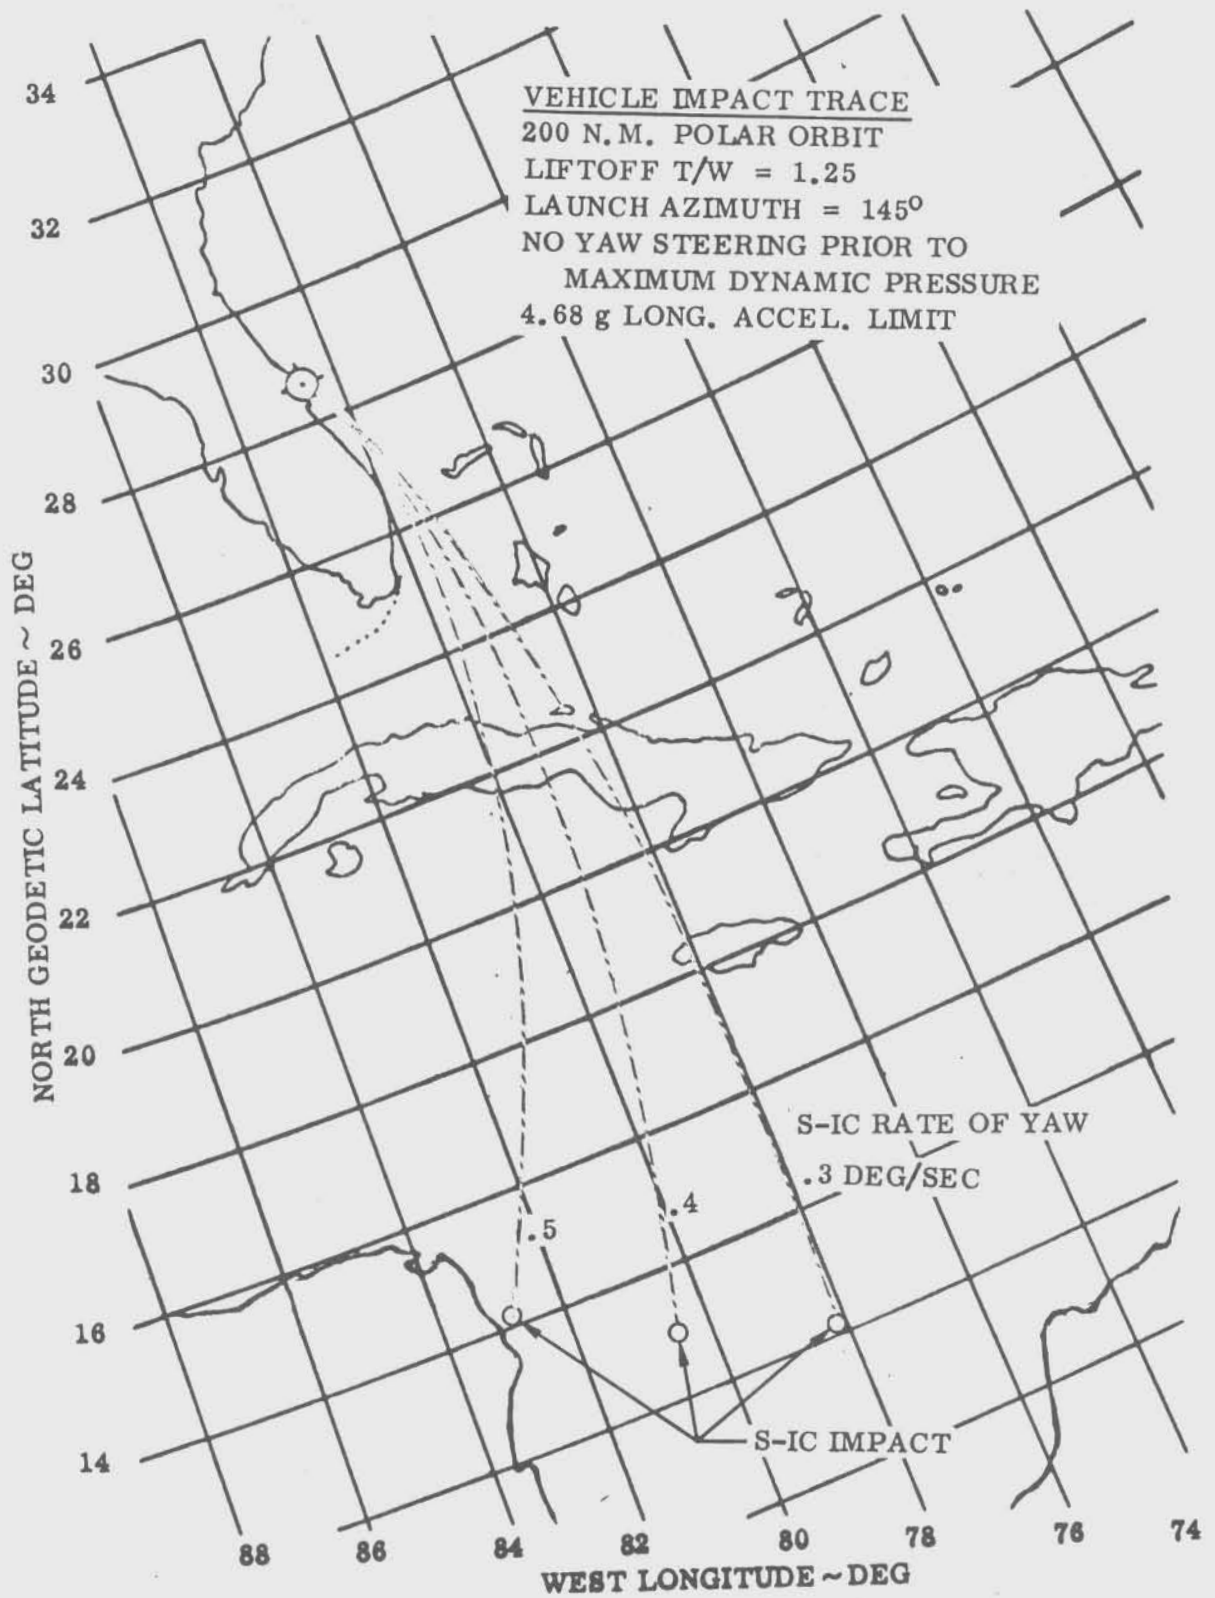 VEHICLE IMPACT TRACE
200 N.M. POLAR ORBIT
LIFTOFF T/W = 1.25
LAUNCH AZIMUTH = 145°
NO YAW STEERING PRIOR TO
MAXIMUM DYNAMIC PRESSURE
4.68 g LONG. ACCEL. LIMIT
34
32
30
28
26
24
22
20
18
16
14
NORTH GEODETIC LATITUDE ~ DEG
S-IC RATE OF YAW
.3 DEG/SEC
.4
.5
S-IC IMPACT
88
86
84
82
80
78
76
74
WEST LONGITUDE ~ DEG